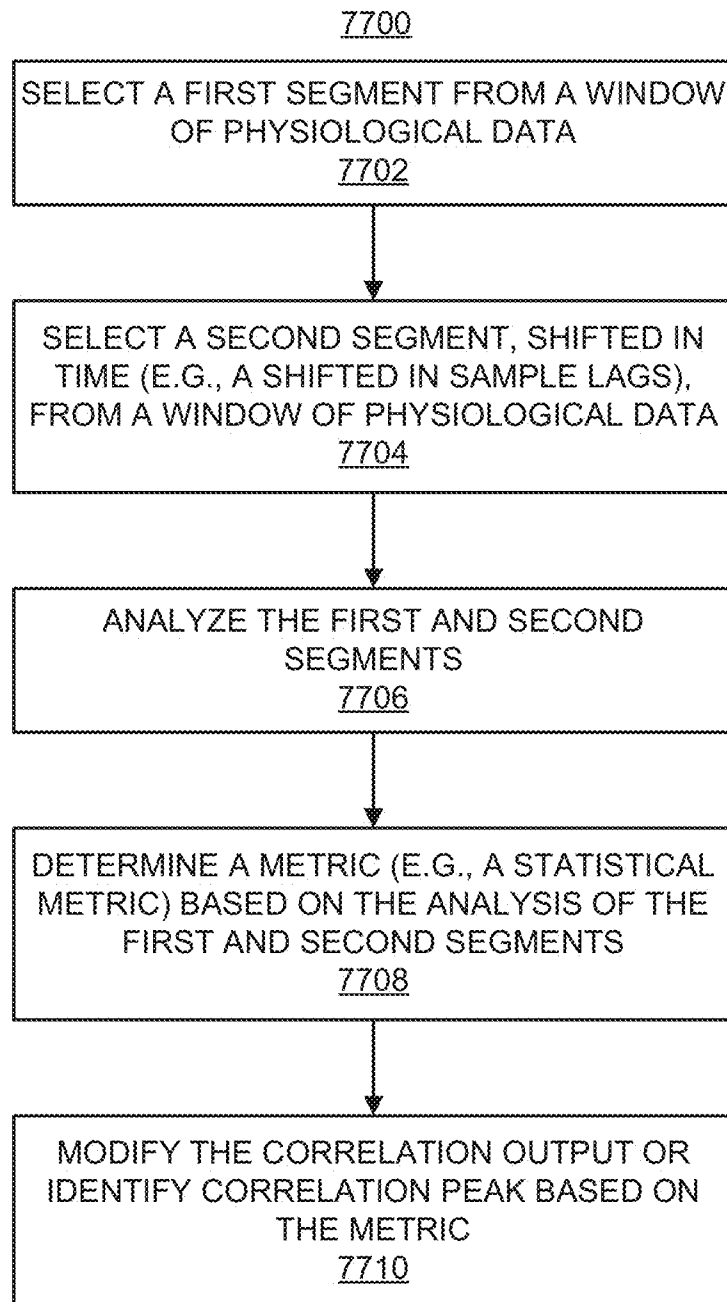 7700
SELECT A FIRST SEGMENT FROM A WINDOW
OF PHYSIOLOGICAL DATA
7702
SELECT A SECOND SEGMENT, SHIFTED IN
TIME (E.G., A SHIFTED IN SAMPLE LAGS),
FROM A WINDOW OF PHYSIOLOGICAL DATA
7704
ANALYZE THE FIRST AND SECOND
SEGMENTS
7706
DETERMINE A METRIC (E.G., A STATISTICAL
METRIC) BASED ON THE ANALYSIS OF THE
FIRST AND SECOND SEGMENTS
7708
MODIFY THE CORRELATION OUTPUT OR
IDENTIFY CORRELATION PEAK BASED ON
THE METRIC
7710